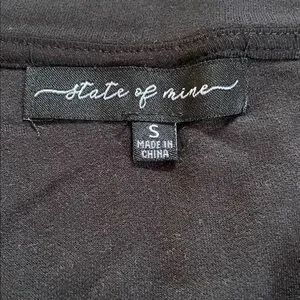 state of mine
S
MADE IN
CHINA